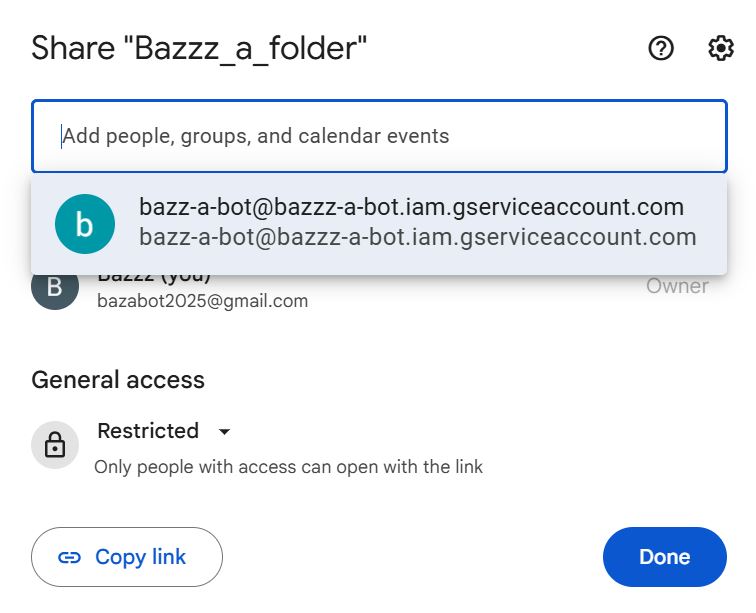 Share "Bazzz_a_folder"
Add people, groups, and calendar events
b
bazz-a-bot@bazzz-a-bot.iam.gserviceaccount.com
bazz-a-bot@bazzz-a-bot.iam.gserviceaccount.com
B
Bazzz (you)
bazabot2025@gmail.com
Owner
General access
Restricted
Only people with access can open with the link
Copy link
Done